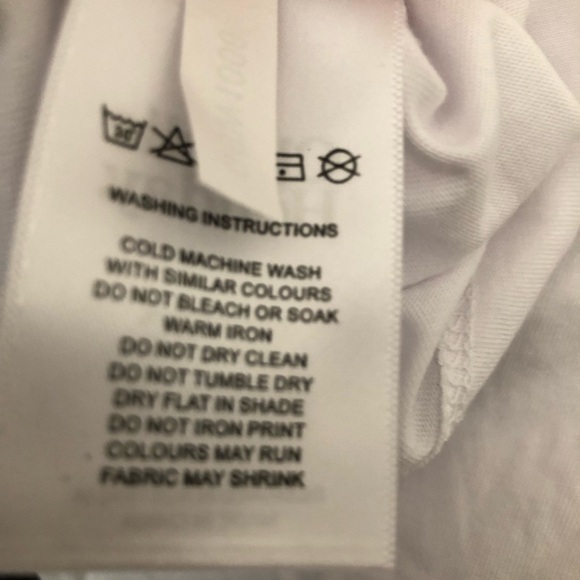 30
WASHING INSTRUCTIONS
COLD MACHINE WASH
WITH SIMILAR COLOURS
DO NOT BLEACH OR SOAK
WARM IRON
DO NOT DRY CLEAN
DO NOT TUMBLE DRY
DRY FLAT IN SHADE
DO NOT IRON PRINT
COLOURS MAY RUN
FABRIC MAY SHRINK